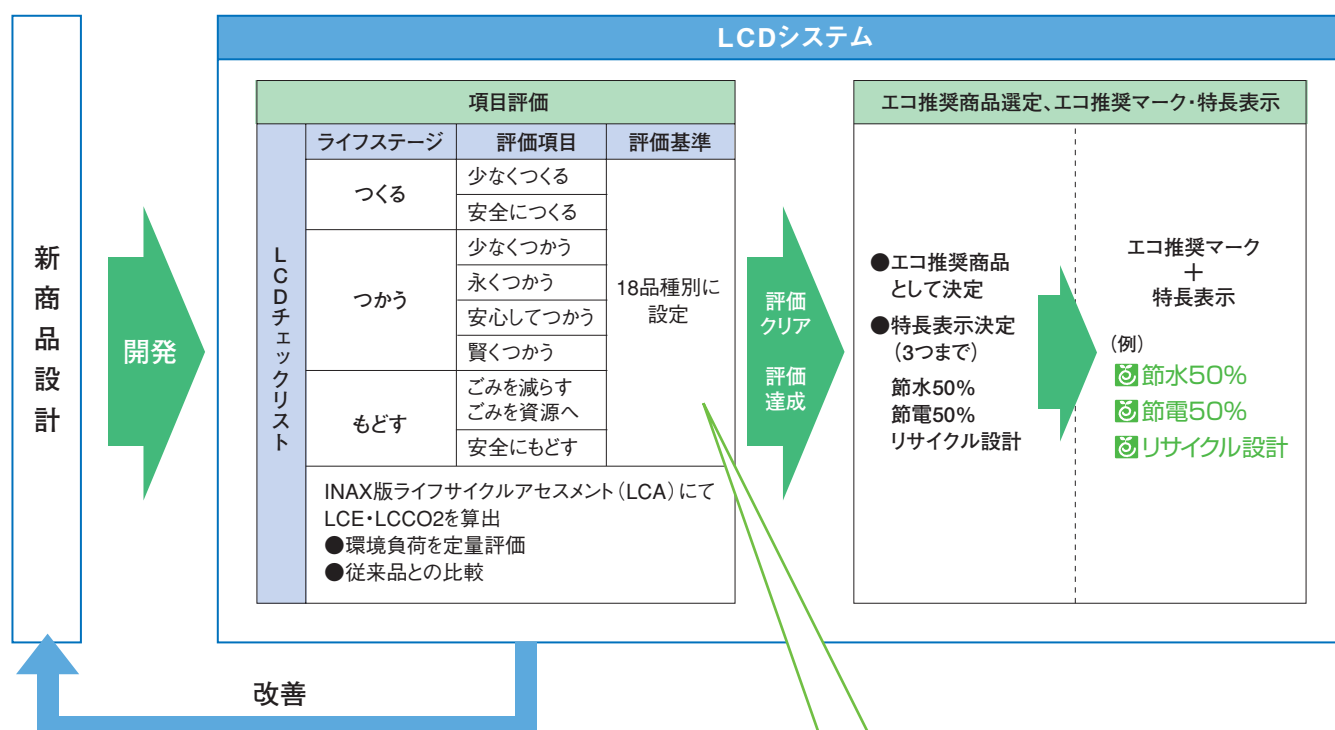 新商品設計
開発
LCDシステム
項目評価
LCDチェックリスト
ライフステージ
評価項目
評価基準
つくる
少なくつくる
安全につくる
つかう
少なくつかう
永くつかう
安心してつかう
賢くつかう
もどす
ごみを減らす
ごみを資源へ
安全にもどす
18品種別に
設定
INAX版ライフサイクルアセスメント(LCA)にて
LCE・LCCO2を算出
●環境負荷を定量評価
●従来品との比較
評価
クリア
評価
達成
エコ推奨商品選定、エコ推奨マーク・特長表示
●エコ推奨商品
として決定
●特長表示決定
(3つまで)
節水50%
節電50%
リサイクル設計
エコ推奨マーク
+
特長表示
(例)
節水50%
節電50%
リサイクル設計
改善